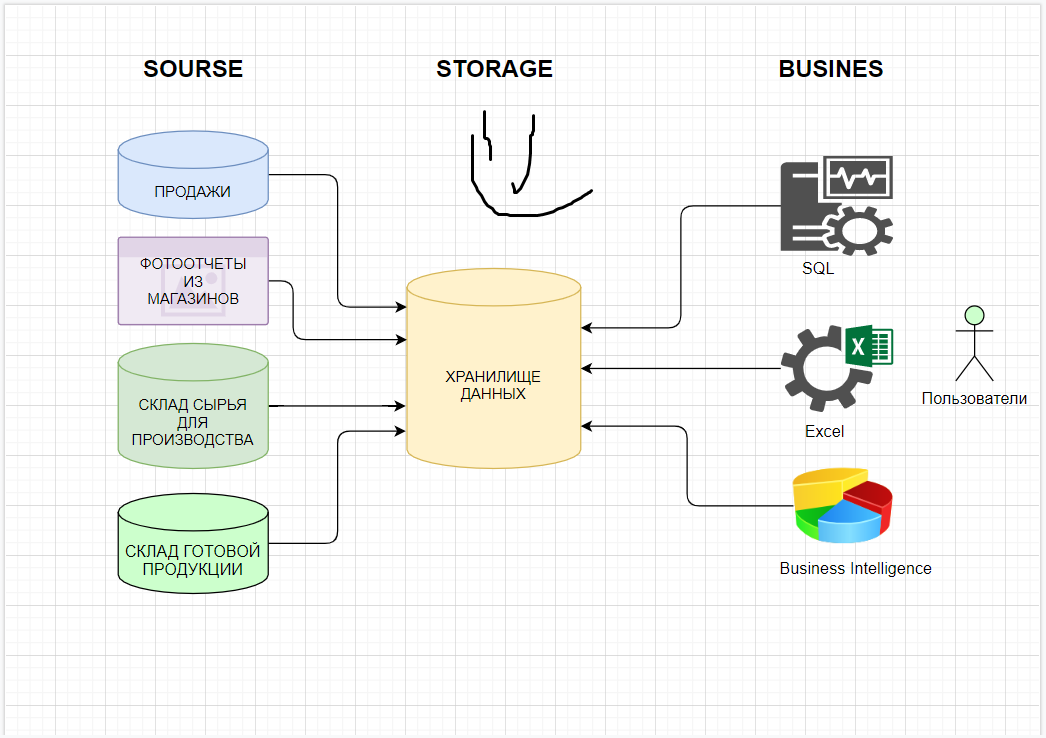 SOURSE
STORAGE
BUSINES
ПРОДАЖИ
ФОТООТЧЕТЫ
ИЗ
МАГАЗИНОВ
СКЛАД СЫРЬЯ
ДЛЯ
ПРОИЗВОДСТВА
СКЛАД ГОТОВОЙ
ПРОДУКЦИИ
ХРАНИЛИЩЕ
ДАННЫХ
SQL
X
Excel
Business Intelligence
Пользователи